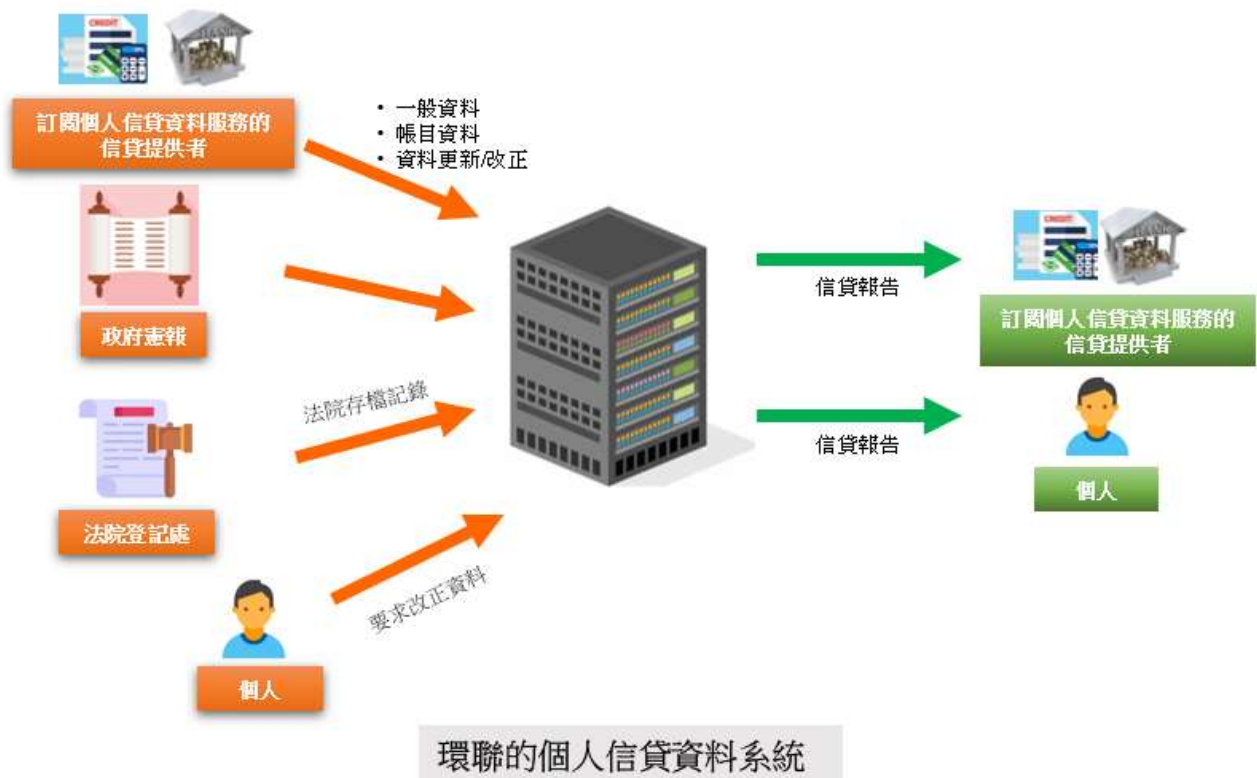 CREDIT
BANK
訂閱個人信貸資料服務的
信貸提供者
• 一般資料
• 帳目資料
• 資料更新/改正
政府憲報
法院存檔記錄
法院登記處
要求改正資料
個人
信貸報告
信貸報告
CREDIT
BANK
訂閱個人信貸資料服務的
信貸提供者
個人
環聯的個人信貸資料系統